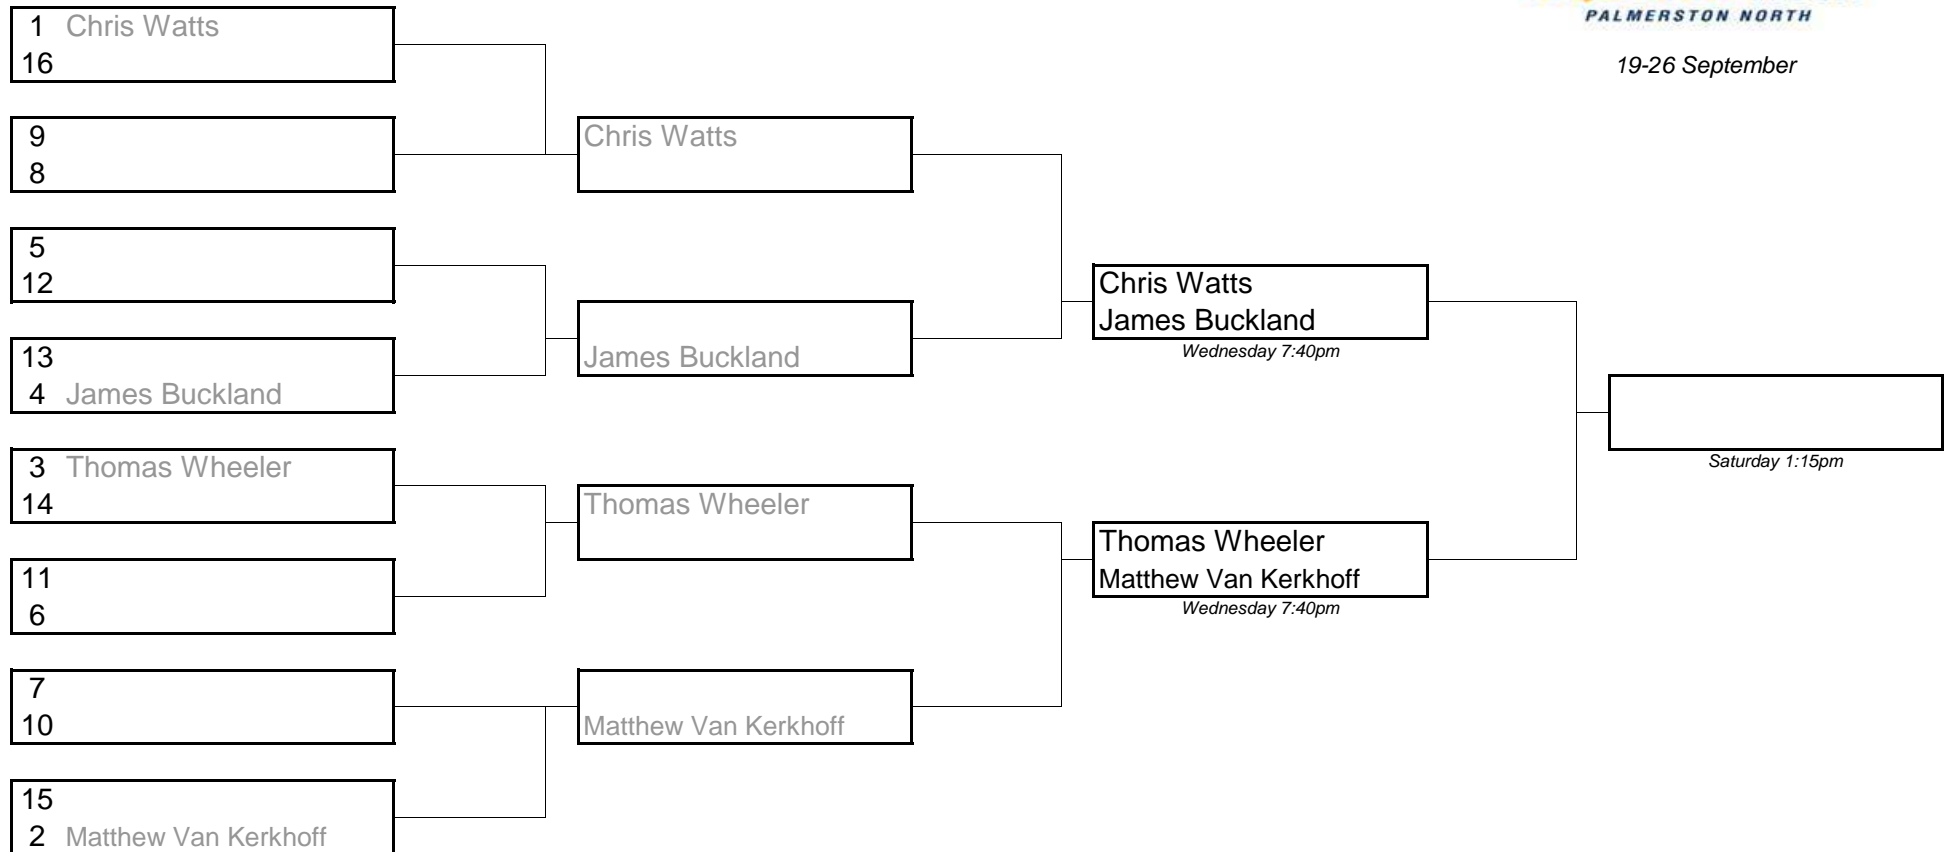 PALMERSTON NORTH
19-26 September
1 Chris Watts
16
9
8
5
12
13
4 James Buckland
3 Thomas Wheeler
14
11
6
7
10
15
2 Matthew Van Kerkhoff
Chris Watts
James Buckland
Thomas Wheeler
Matthew Van Kerkhoff
Chris Watts
James Buckland
Wednesday 7:40pm
Thomas Wheeler
Matthew Van Kerkhoff
Wednesday 7:40pm
Saturday 1:15pm